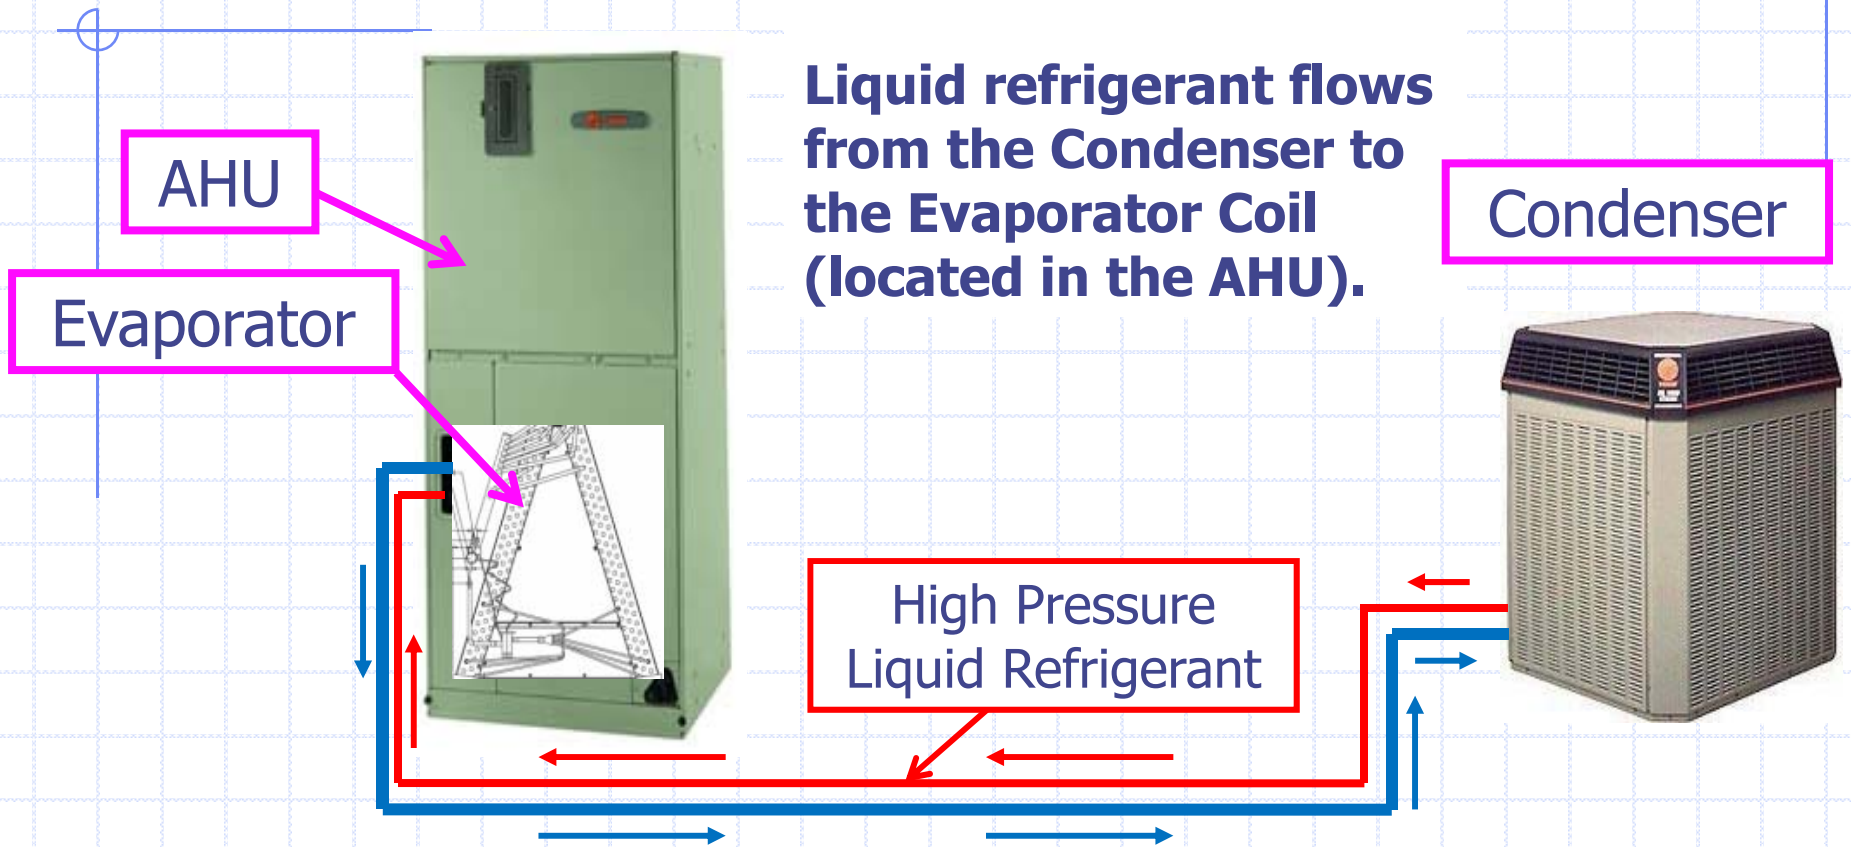 Liquid refrigerant flows
from the Condenser to
the Evaporator Coil
(located in the AHU).
AHU
Condenser
Evaporator
High Pressure
Liquid Refrigerant